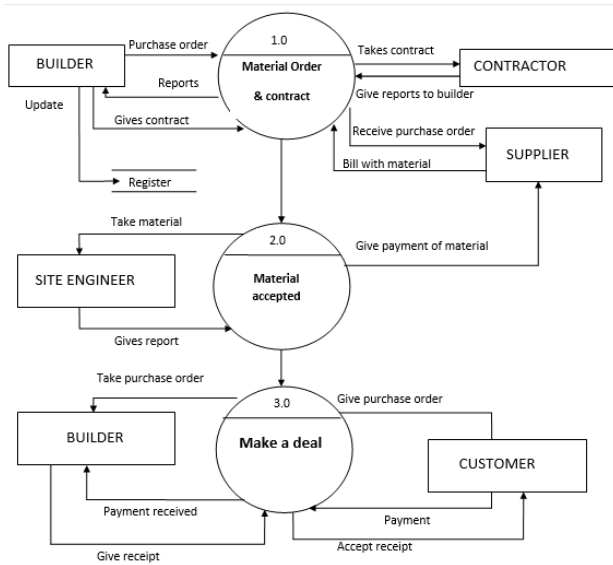 Purchase order
1.0
Takes contract
BUILDER
Material Order
& contract
CONTRACTOR
Reports
Give reports to builder
Update
Gives contract
Receive purchase order
Bill with material
SUPPLIER
Register
Take material
2.0
Give payment of material
SITE ENGINEER
Material
accepted
Gives report
Take purchase order
3.0
Give purchase order
BUILDER
Make a deal
CUSTOMER
Payment received
Payment
Give receipt
Accept receipt